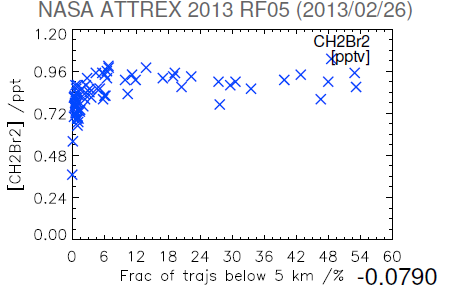 NASA ATTREX 2013 RF05 (2013/02/26)
CH2Br2
[pptv]
[CH2Br2] /ppt
1.20
0.96
0.72
0.48
0.24
0.00
0 6 12 18 24 30 36 42 48 54 60
Frac of trajs below 5 km /% -0.0790